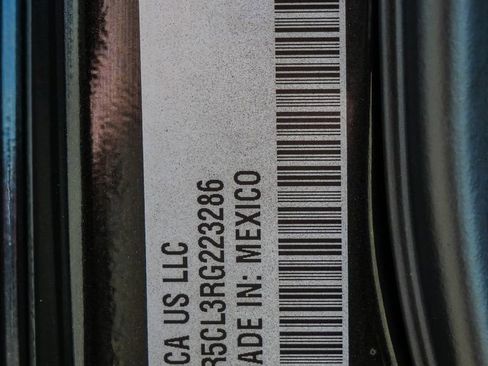 CA US LLC
R5CL3RG223286
ADE IN: MEXICO